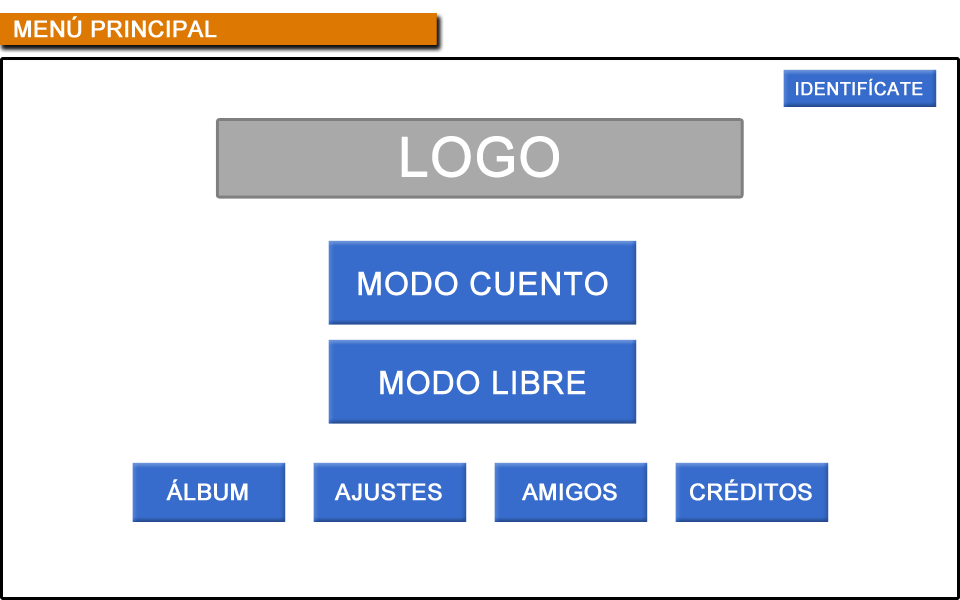 MENÚ PRINCIPAL
IDENTIFÍCATE
LOGO
MODO CUENTO
MODO LIBRE
ÁLBUM AJUSTES AMIGOS CRÉDITOS